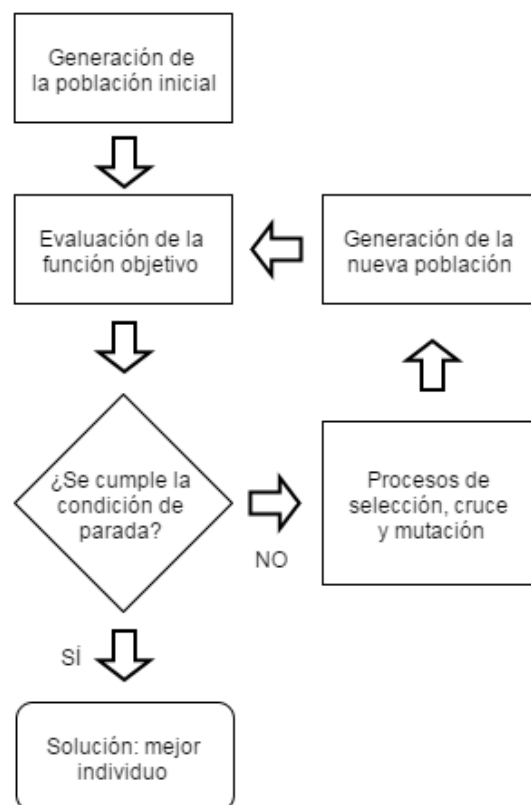 Generación de
la población inicial
Evaluación de la
función objetivo
Generación de la
nueva población
¿Se cumple la
condición de
parada?
NO
Procesos de
selección, cruce
y mutación
SÍ
Solución: mejor
individuo